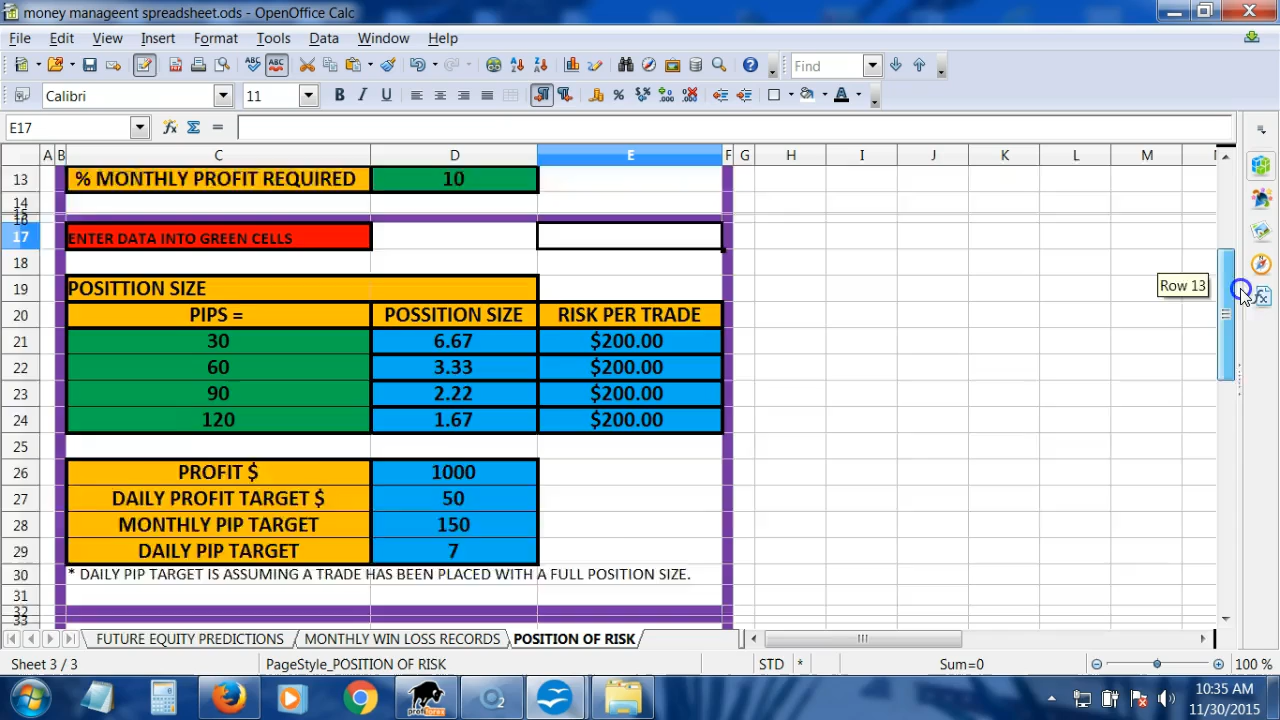 money manageent spreadsheet.ods - OpenOffice Calc
File Edit View Insert Format Tools Data Window Help
Find
Calibri 11
E17
A B C D E F G H I J K L M
13 % MONTHLY PROFIT REQUIRED 10
14
15
16
17 ENTER DATA INTO GREEN CELLS
18
19 POSITTION SIZE
20 PIPS = POSSITION SIZE RISK PER TRADE
21 30 6.67 $200.00
22 60 3.33 $200.00
23 90 2.22 $200.00
24 120 1.67 $200.00
25
26 PROFIT $ 1000
27 DAILY PROFIT TARGET $ 50
28 MONTHLY PIP TARGET 150
29 DAILY PIP TARGET 7
30 * DAILY PIP TARGET IS ASSUMING A TRADE HAS BEEN PLACED WITH A FULL POSITION SIZE.
31
32
33
Row 13
FUTURE EQUITY PREDICTIONS MONTHLY WIN LOSS RECORDS POSITION OF RISK
Sheet 3 / 3 PageStyle_POSITION OF RISK STD * Sum=0 100 %
10:35 AM
11/30/2015